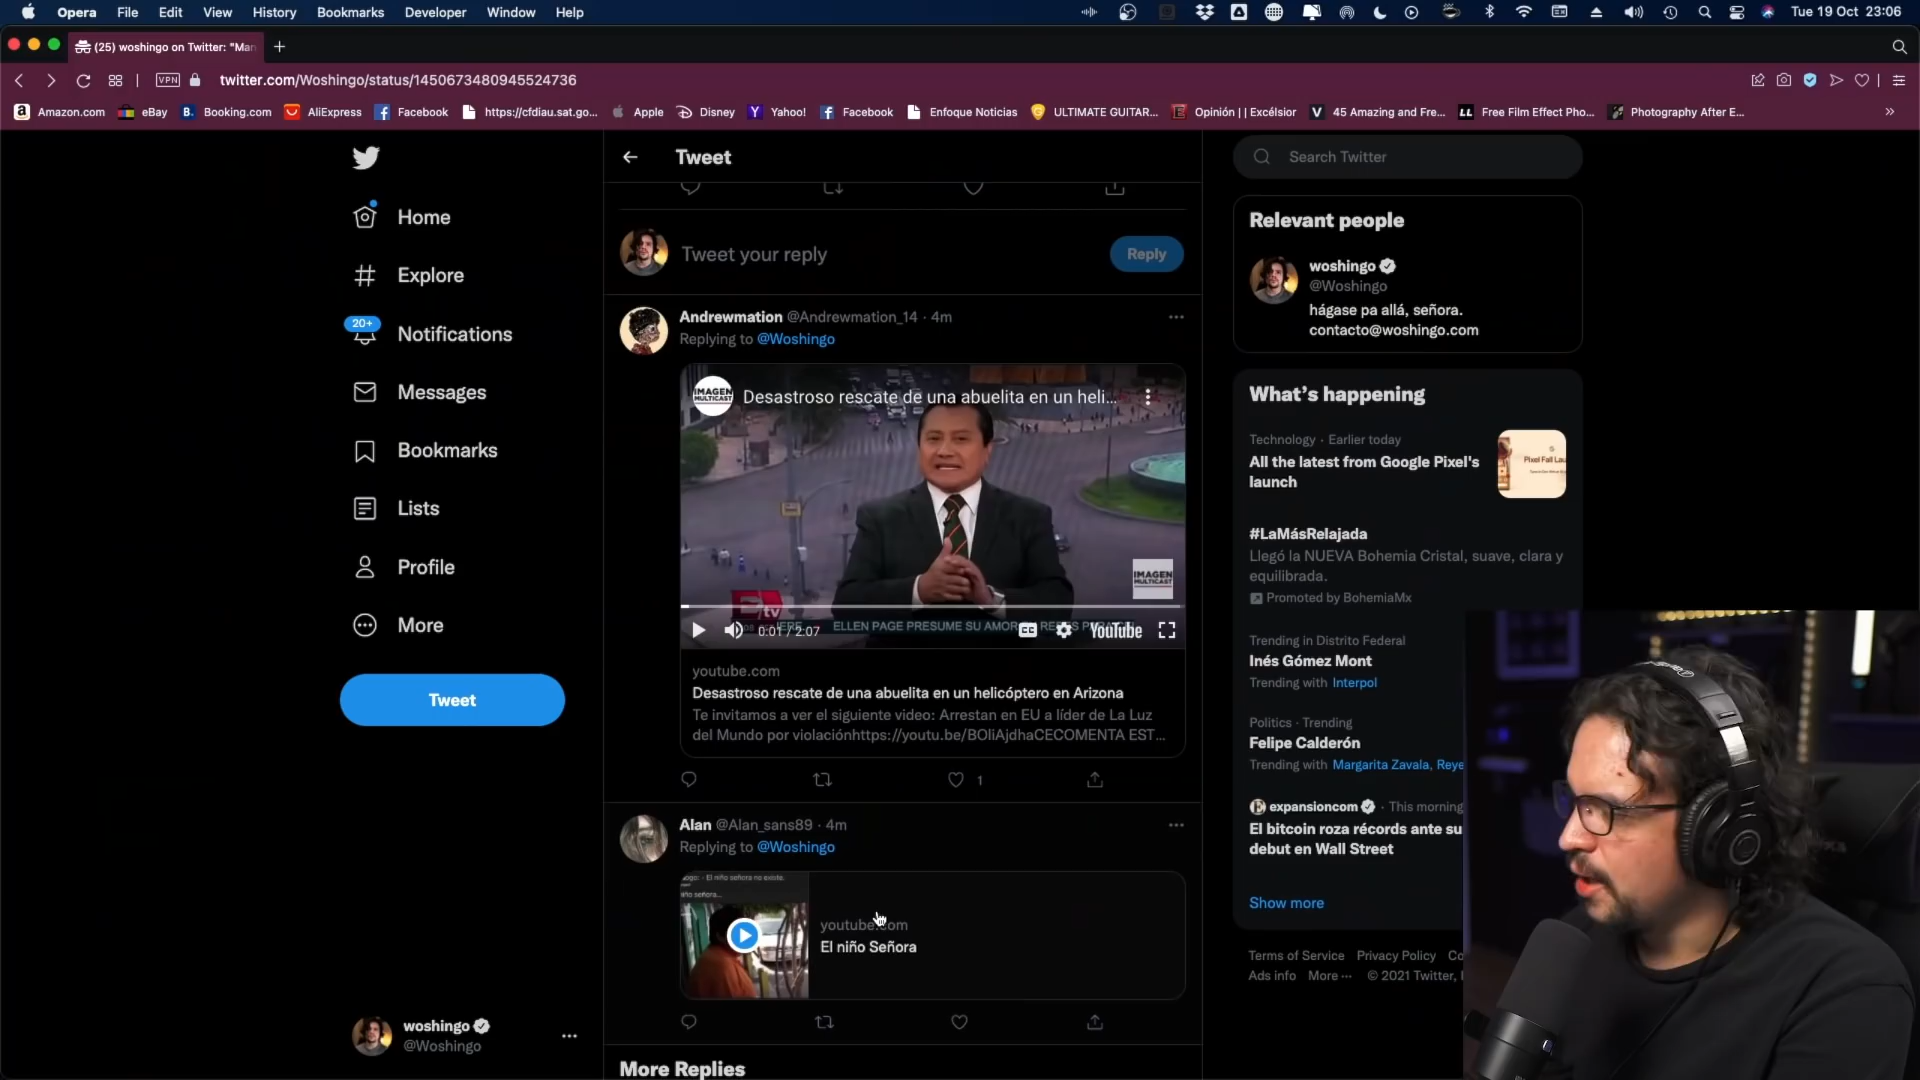 Opera File Edit View History Bookmarks Developer Window Help Tue 19 Oct 23:06
(25) woshingo on Twitter: "Man
VPN twitter.com/Woshingo/status/1450673480945524736
Amazon.com eBay Booking.com AliExpress Facebook https://cfdiau.sat.go... Apple Disney Yahoo! Facebook Enfoque Noticias ULTIMATE GUITAR... Opinión | | Excélsior 45 Amazing and Fre... Free Film Effect Pho... Photography After E...
Home
Explore
20+
Notifications
Messages
Bookmarks
Lists
Profile
More
Tweet
woshingo
@Woshingo
Tweet
Tweet your reply
Reply
Andrewmation @Andrewmation_14 · 4m
Replying to @Woshingo
IMAGEN MULTICAST
Desastroso rescate de una abuelita en un heli...
IMAGEN
MULTICAST
ELLEN PAGE PRESUME SU AMOR
0:01 / 2:07
CC
YouTube
youtube.com
Desastroso rescate de una abuelita en un helicóptero en Arizona
Te invitamos a ver el siguiente video: Arrestan en EU a líder de La Luz
del Mundo por violaciónhttps://youtu.be/BOliAjdhaCECOMENTA EST...
1
Alan @Alan_sans89 · 4m
Replying to @Woshingo
ogo: - El niño señora no existe.
niño señora...
youtube.com
El niño Señora
More Replies
Search Twitter
Relevant people
woshingo
@Woshingo
hágase pa allá, señora.
contacto@woshingo.com
What's happening
Technology · Earlier today
All the latest from Google Pixel's
launch
Pixel Fall Lau
#LaMásRelajada
Llegó la NUEVA Bohemia Cristal, suave, clara y
equilibrada.
Promoted by BohemiaMx
Trending in Distrito Federal
Inés Gómez Mont
Trending with Interpol
Politics · Trending
Felipe Calderón
Trending with Margarita Zavala, Reye
expansioncom · This morning
El bitcoin roza récords ante su
debut en Wall Street
Show more
Terms of Service Privacy Policy Co
Ads info More ··· © 2021 Twitter, I